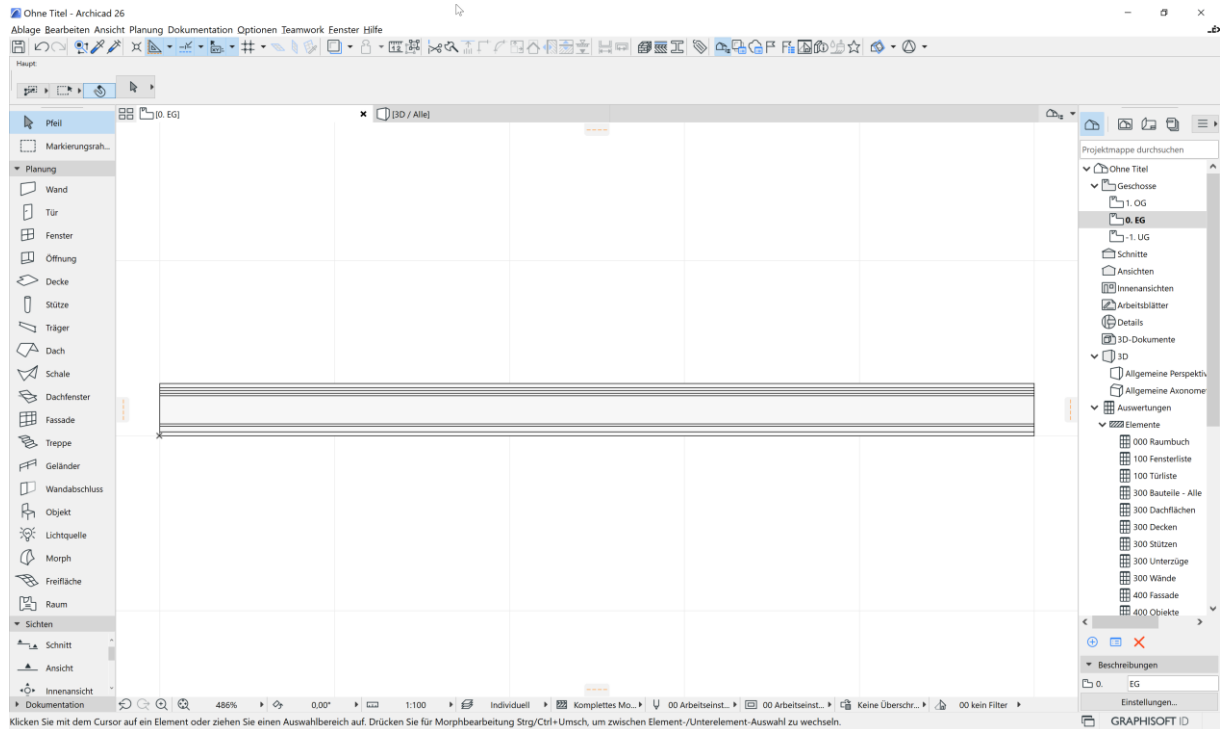 Ohne Titel - Archicad 26
Ablage Bearbeiten Ansicht Planung Dokumentation Optionen Teamwork Fenster Hilfe
Haupt:
[0. EG]
[3D / Alle]
Pfeil
Markierungsrah...
Planung
Wand
Tür
Fenster
Öffnung
Decke
Stütze
Träger
Dach
Schale
Dachfenster
Fassade
Treppe
Geländer
Wandabschluss
Objekt
Lichtquelle
Morph
Freifläche
Raum
Sichten
Schnitt
Ansicht
Innenansicht
Dokumentation
Projektmappe durchsuchen
Ohne Titel
Geschosse
1. OG
0. EG
-1. UG
Schnitte
Ansichten
Innenansichten
Arbeitsblätter
Details
3D-Dokumente
3D
Allgemeine Perspektiv
Allgemeine Axonome
Auswertungen
Elemente
000 Raumbuch
100 Fensterliste
100 Türliste
300 Bauteile - Alle
300 Dachflächen
300 Decken
300 Stützen
300 Unterzüge
300 Wände
400 Fassade
400 Objekte
Beschreibungen
0. EG
Einstellungen...
486% 0,00° 1:100 Individuell Komplettes Mo... 00 Arbeitseinst... 00 Arbeitseinst... Keine Überschr... 00 kein Filter
Klicken Sie mit dem Cursor auf ein Element oder ziehen Sie einen Auswahlbereich auf. Drücken Sie für Morphbearbeitung Strg/Ctrl+Umsch, um zwischen Element-/Unterelement-Auswahl zu wechseln.
GRAPHISOFT ID